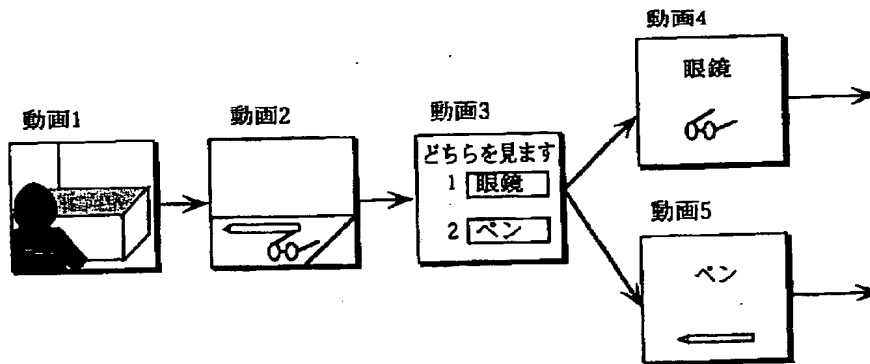 動画1
動画2
動画3
どちらを見ます
1 眼鏡
2 ペン
動画4
眼鏡
動画5
ペン